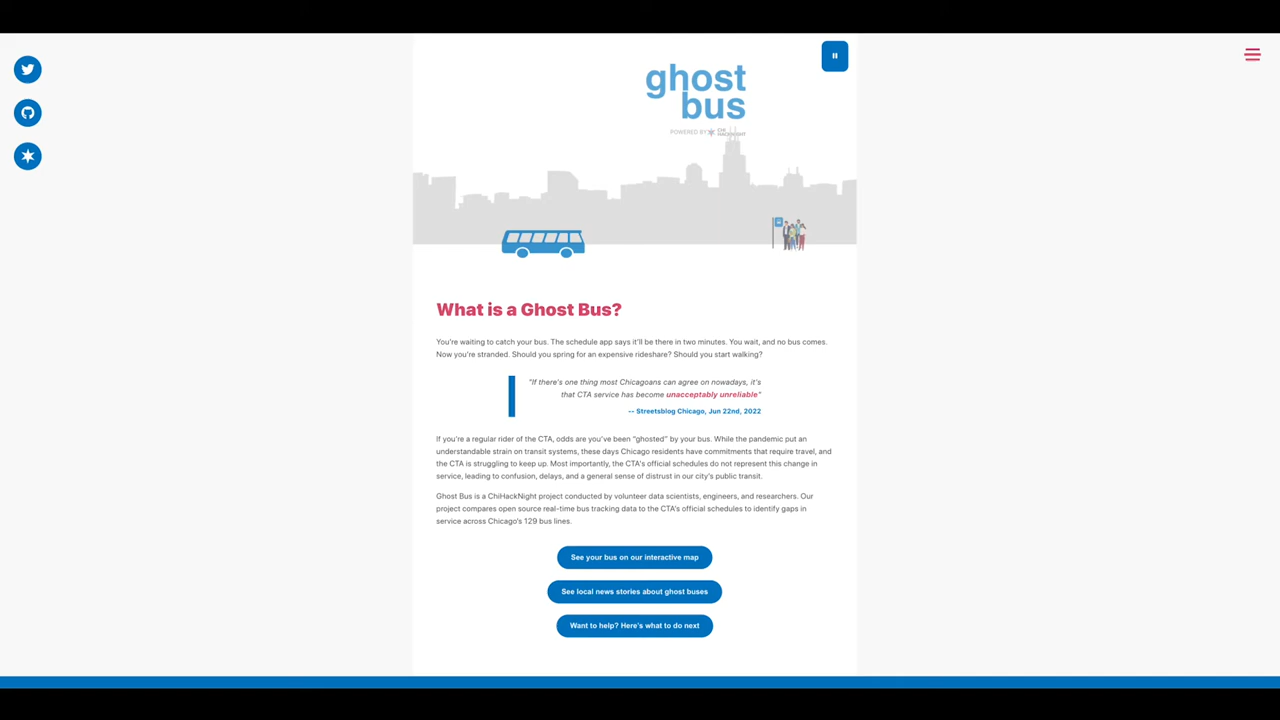 ghost
bus
POWERED BY CHI
HACKNIGHT
What is a Ghost Bus?
You're waiting to catch your bus. The schedule app says it'll be there in two minutes. You wait, and no bus comes.
Now you're stranded. Should you spring for an expensive rideshare? Should you start walking?
"If there's one thing most Chicagoans can agree on nowadays, it's
that CTA service has become unacceptably unreliable"
-- Streetsblog Chicago, Jun 22nd, 2022
If you're a regular rider of the CTA, odds are you've been “ghosted” by your bus. While the pandemic put an
understandable strain on transit systems, these days Chicago residents have commitments that require travel, and
the CTA is struggling to keep up. Most importantly, the CTA's official schedules do not represent this change in
service, leading to confusion, delays, and a general sense of distrust in our city's public transit.
Ghost Bus is a ChiHackNight project conducted by volunteer data scientists, engineers, and researchers. Our
project compares open source real-time bus tracking data to the CTA's official schedules to identify gaps in
service across Chicago's 129 bus lines.
See your bus on our interactive map
See local news stories about ghost buses
Want to help? Here's what to do next